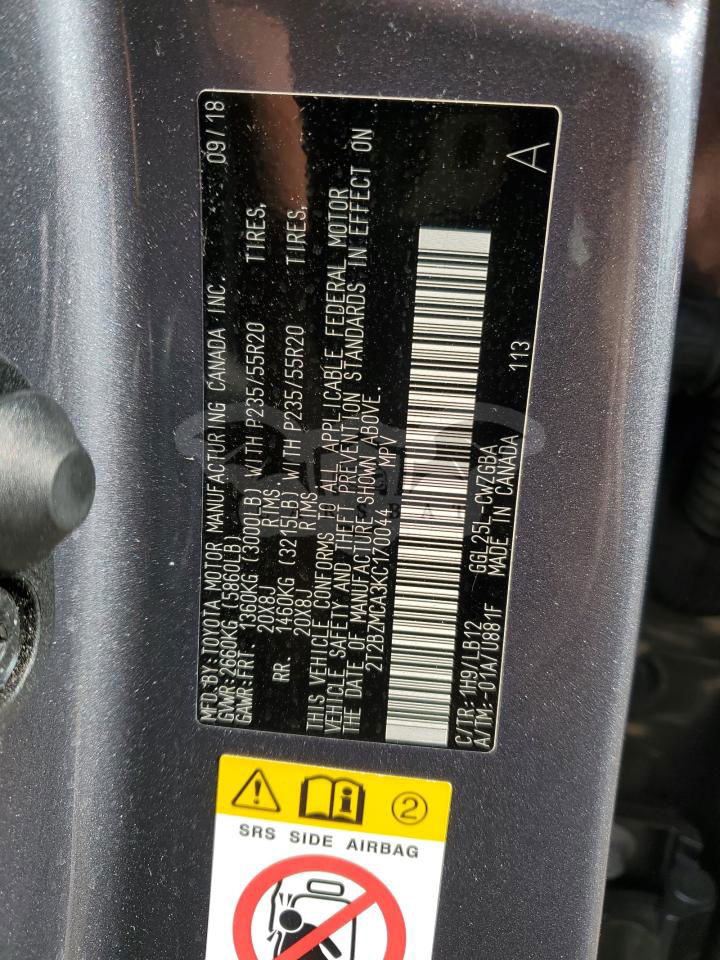 MFD.BY:TOYOTA MOTOR MANUFACTURING CANADA INC. 09/18
GVWR:2660KG (5860LB)
GAWR:FRT. 1360KG (3000LB) WITH P235/55R20 TIRES,
20X8J RIMS
RR. 1460KG (3215LB) WITH P235/55R20 TIRES,
20X8J RIMS
THIS VEHICLE CONFORMS TO ALL APPLICABLE FEDERAL MOTOR
VEHICLE SAFETY AND THEFT PREVENTION STANDARDS IN EFFECT ON
THE DATE OF MANUFACTURE SHOWN ABOVE.
2T2BZMCA3KC170044 MPV
C/TR: 1H9/LB12 GGL25L-CWZGBA 113
A/TM:-01A/U881F MADE IN CANADA
A
2
SRS SIDE AIRBAG